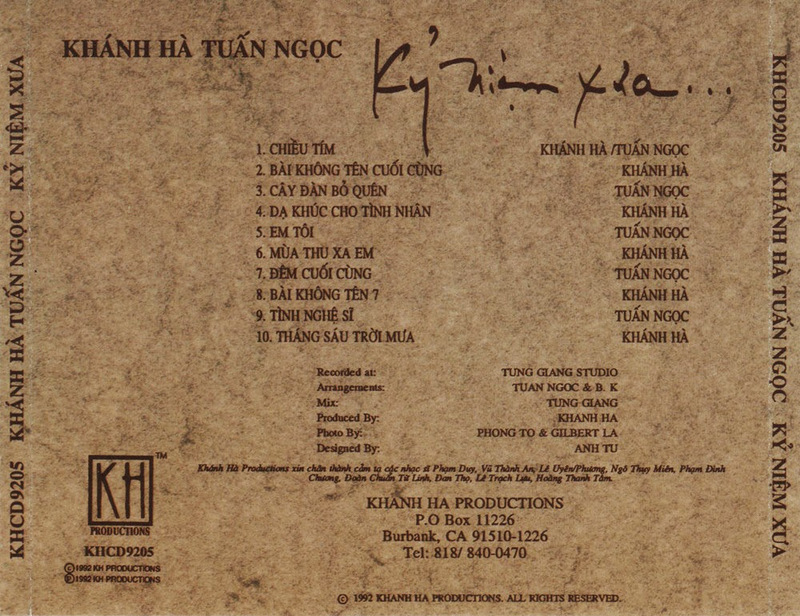 KHÁNH HÀ TUẤN NGỌC
Kỷ niệm xưa...
1. CHIỀU TÍM KHÁNH HÀ /TUẤN NGỌC
2. BÀI KHÔNG TÊN CUỐI CÙNG KHÁNH HÀ
3. CÂY ĐÀN BỎ QUÊN TUẤN NGỌC
4. DẠ KHÚC CHO TÌNH NHÂN KHÁNH HÀ
5. EM TÔI TUẤN NGỌC
6. MÙA THU XA EM KHÁNH HÀ
7. ĐÊM CUỐI CÙNG TUẤN NGỌC
8. BÀI KHÔNG TÊN 7 KHÁNH HÀ
9. TÌNH NGHỆ SĨ TUẤN NGỌC
10. THÁNG SÁU TRỜI MƯA KHÁNH HÀ
Recorded at: TUNG GIANG STUDIO
Arrangements: TUAN NGOC & B. K
Mix: TUNG GIANG
Produced By: KHANH HA
Photo By: PHONG TO & GILBERT LA
Designed By: ANH TU
Khánh Hà Productions xin chân thành cảm tạ các nhạc sĩ Phạm Duy, Vũ Thành An, Lê Uyên/Phương, Ngô Thụy Miên, Phạm Đình
Chương, Đoàn Chuẩn Từ Linh, Đan Thọ, Lê Trạch Lựu, Hoàng Thanh Tâm.
KHANH HA PRODUCTIONS
P.O Box 11226
Burbank, CA 91510-1226
Tel: 818/ 840-0470
KH TM
PRODUCTIONS
KHCD9205
©1992 KH PRODUCTIONS
℗1992 KH PRODUCTIONS
© 1992 KHANH HA PRODUCTIONS. ALL RIGHTS RESERVED.
KHCD9205 KHÁNH HÀ TUẤN NGỌC KỶ NIỆM XƯA
KHCD9205 KHÁNH HÀ TUẤN NGỌC KỶ NIỆM XƯA